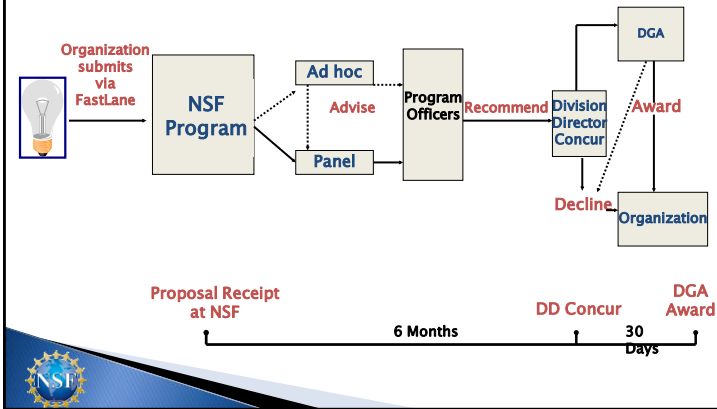 Organization
submits
via
FastLane
NSF
Program
Ad hoc
Advise
Panel
Program
Officers
Recommend
Division
Director
Concur
DGA
Award
Decline
Organization
Proposal Receipt
at NSF
6 Months
DD Concur
30
Days
DGA
Award
NSF